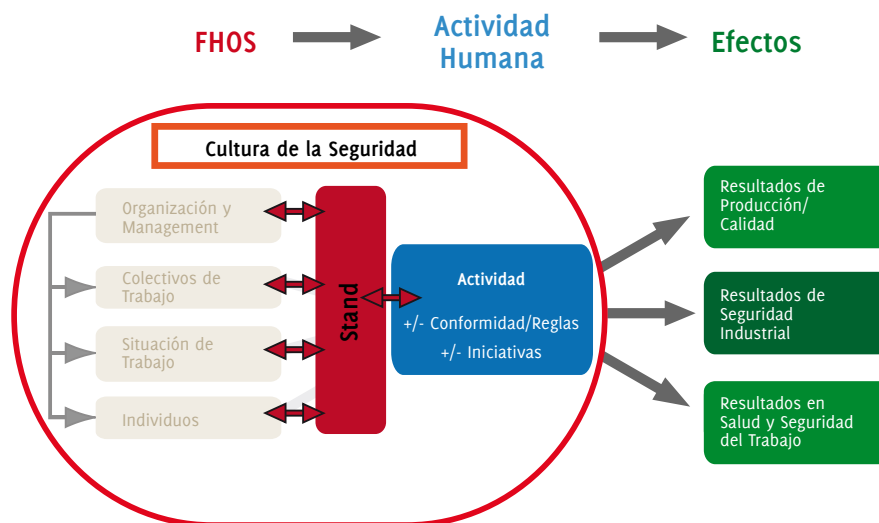 FHOS
Actividad
Humana
Efectos
Cultura de la Seguridad
Organización y
Management
Colectivos de
Trabajo
Situación de
Trabajo
Individuos
Stand
Actividad
+/- Conformidad/Reglas
+/- Iniciativas
Resultados de
Producción/
Calidad
Resultados de
Seguridad
Industrial
Resultados en
Salud y Seguridad
del Trabajo